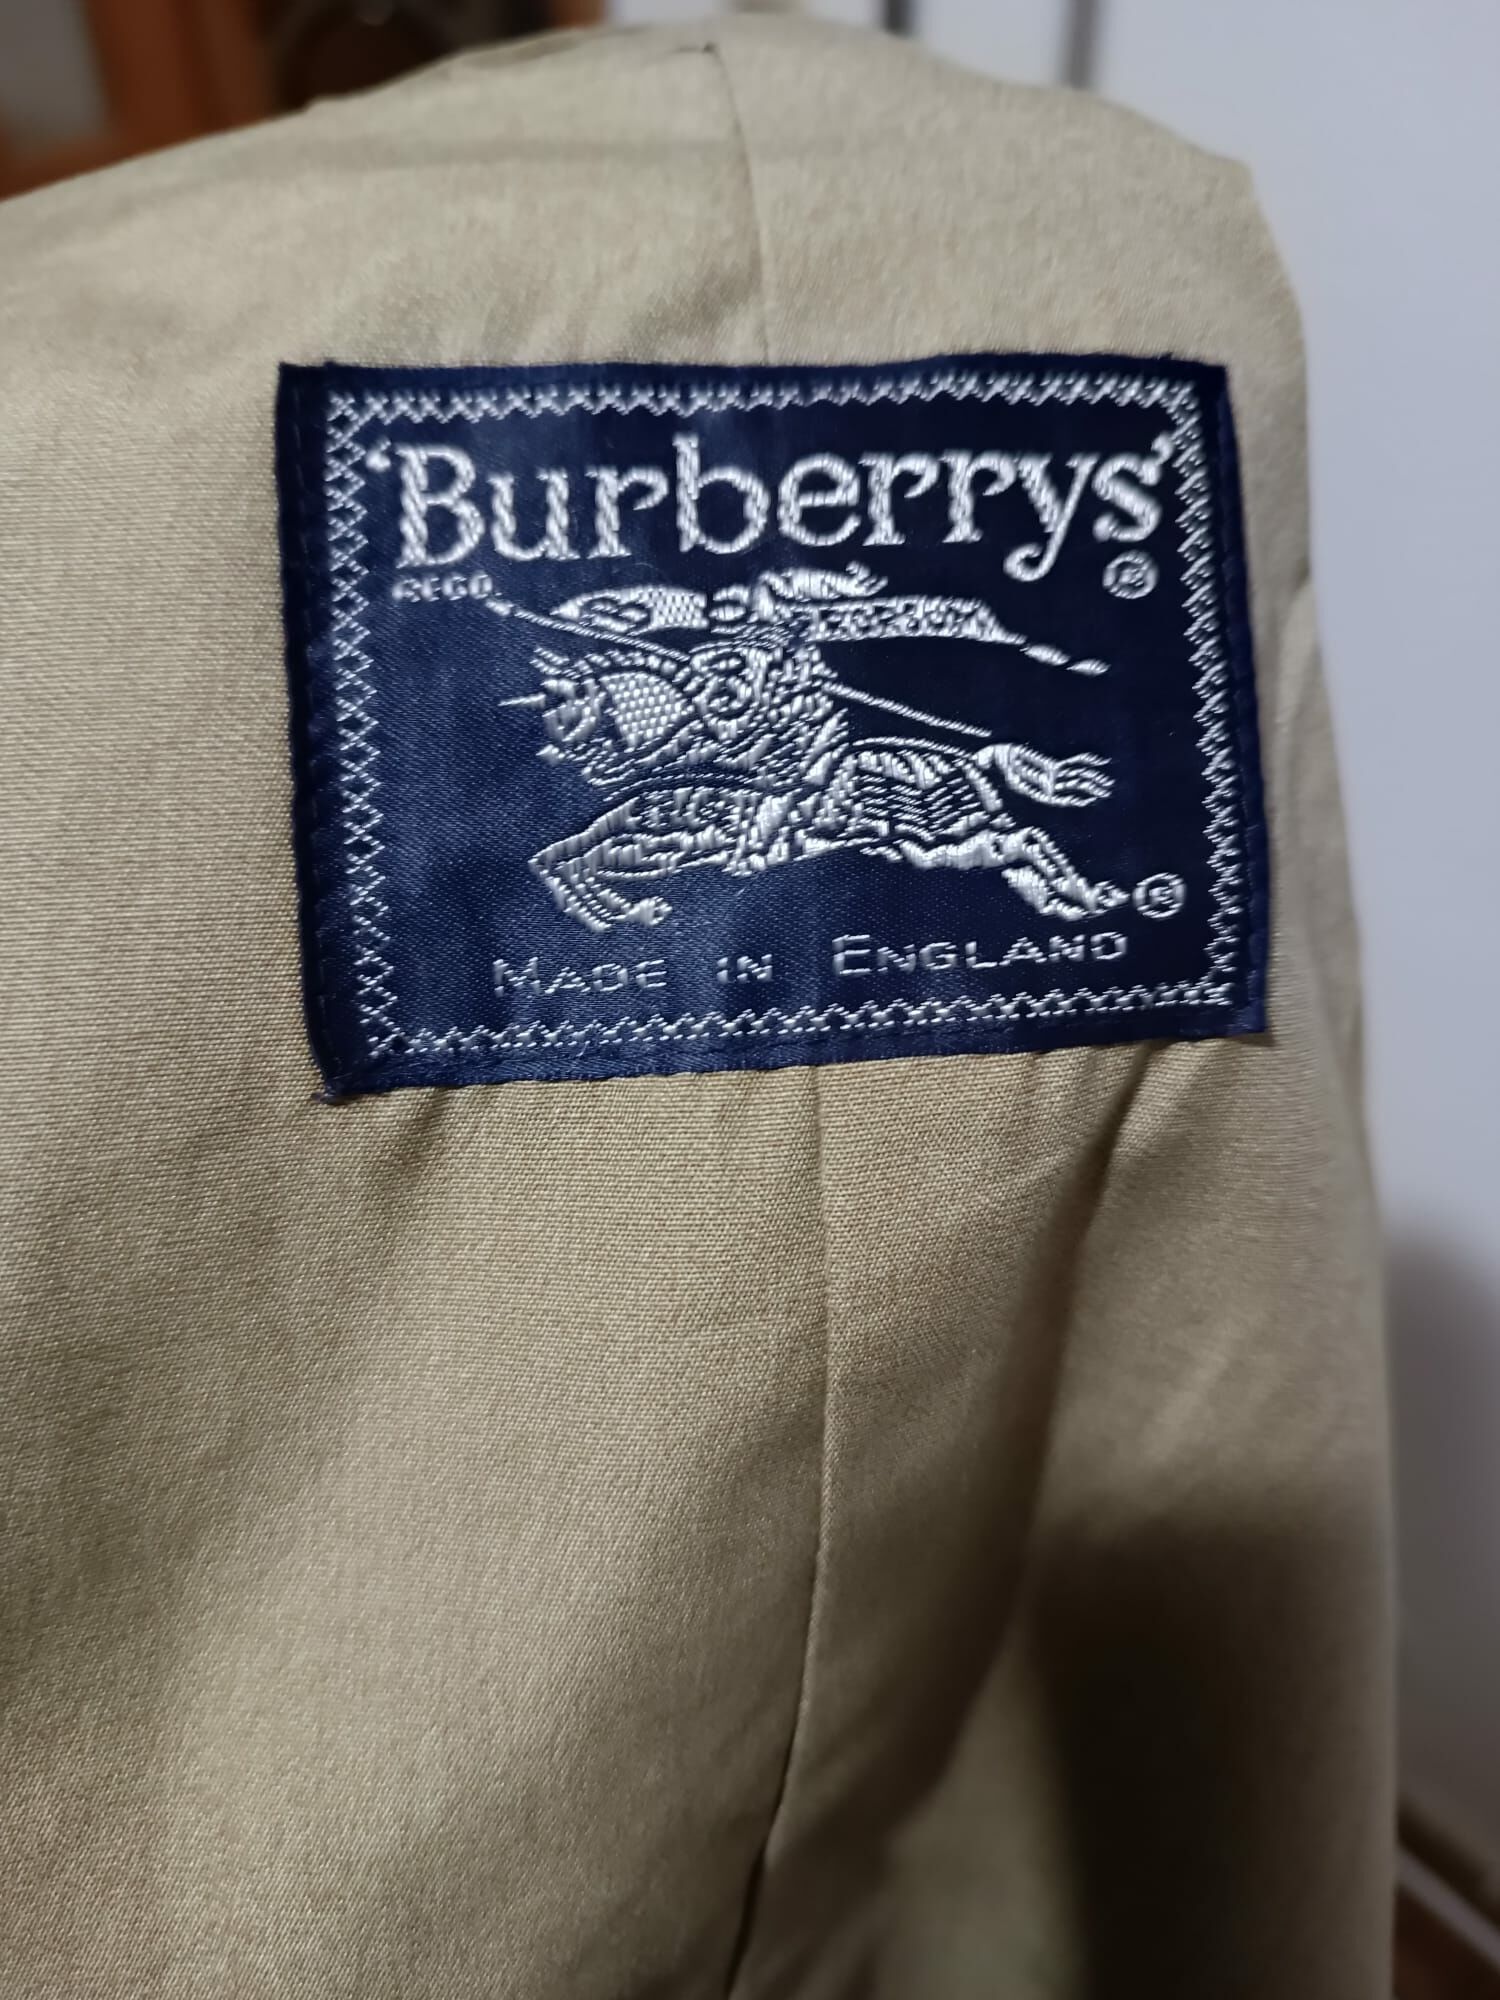 ‘Burberrys’
REGD. ®
®
MADE IN ENGLAND